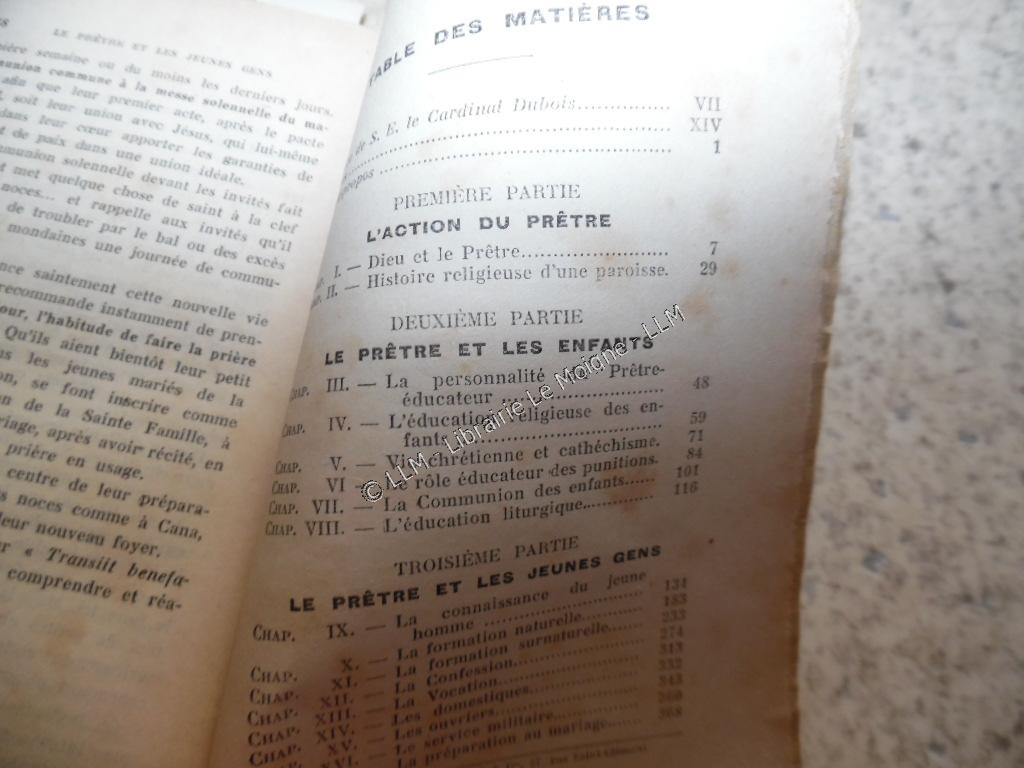 LE PRÊTRE ET LES JEUNES GENS
semaine ou du moins les derniers jours.
commune à la messe solennelle du ma-
afin que leur premier acte, après le pacte
soit leur union avec Jésus, qui lui-même
dans leur cœur apporter les garanties de
de paix dans une union idéale.
solennelle devant les invités fait
met quelque chose de saint à la clef
noces... et rappelle aux invités qu'il
de troubler par le bal ou des excès
mondaines une journée de commu-
saintement cette nouvelle vie
recommande instamment de pren-
l'habitude de faire la prière
Qu'ils aient bientôt leur petit
les jeunes mariés de la
se font inscrire comme
de la Sainte Famille, à
après avoir récité, en
prière en usage.
centre de leur prépara-
noces comme à Cana,
leur nouveau foyer.
« Transiit benefa-
comprendre et réa-
TABLE DES MATIÈRES
de S. E. le Cardinal Dubois............... VII
XIV
1
PREMIÈRE PARTIE
L'ACTION DU PRÊTRE
I. — Dieu et le Prêtre........................ 7
II. — Histoire religieuse d'une paroisse. 29
DEUXIÈME PARTIE
LE PRÊTRE ET LES ENFANTS
CHAP. III. — La personnalité Prêtre-
éducateur ........................... 48
CHAP. IV. — L'éducation religieuse des en-
fants ........................... 59
CHAP. V. — Vie chrétienne et cathéchisme. 71
CHAP. VI — Le rôle éducateur des punitions. 84
CHAP. VII. — La Communion des enfants...... 101
CHAP. VIII. — L'éducation liturgique............ 116
TROISIÈME PARTIE
LE PRÊTRE ET LES JEUNES GENS
CHAP. IX. — La connaissance du jeune
homme ........................... 134
CHAP. X. — La formation naturelle........... 153
CHAP. XI. — La formation surnaturelle....... 233
CHAP. XII. — La Confession.................. 274
CHAP. XIII. — La Vocation.................... 313
CHAP. XIV. — Les domestiques................ 332
CHAP. XV. — Les ouvriers.................... 343
XVI. — Le service militaire............. 360
La préparation au mariage...... 368
© LLM - Librairie Le Moigne - LLM